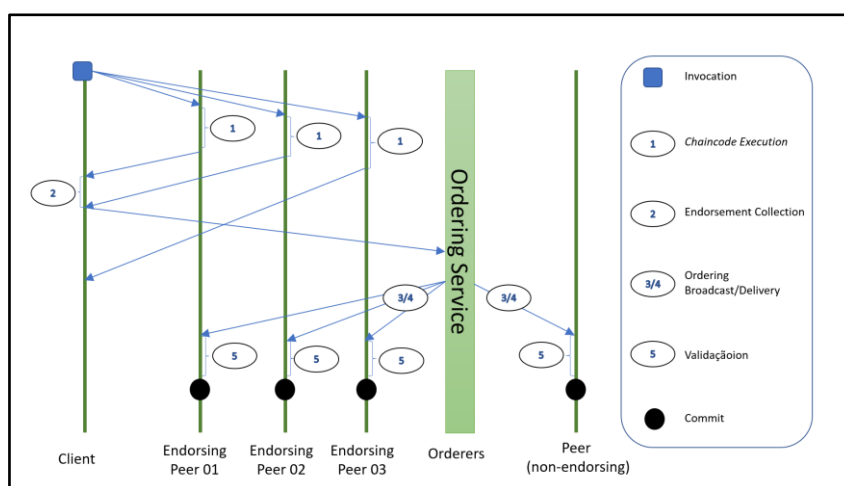 Invocation
1
1
1
1
Chaincode Execution
2
2
Endorsement Collection
Ordering Service
3/4
3/4
3/4
Ordering
Broadcast/Delivery
5
5
5
5
5
Validaçãoion
Commit
Client
Endorsing
Peer 01
Endorsing
Peer 02
Endorsing
Peer 03
Orderers
Peer
(non-endorsing)